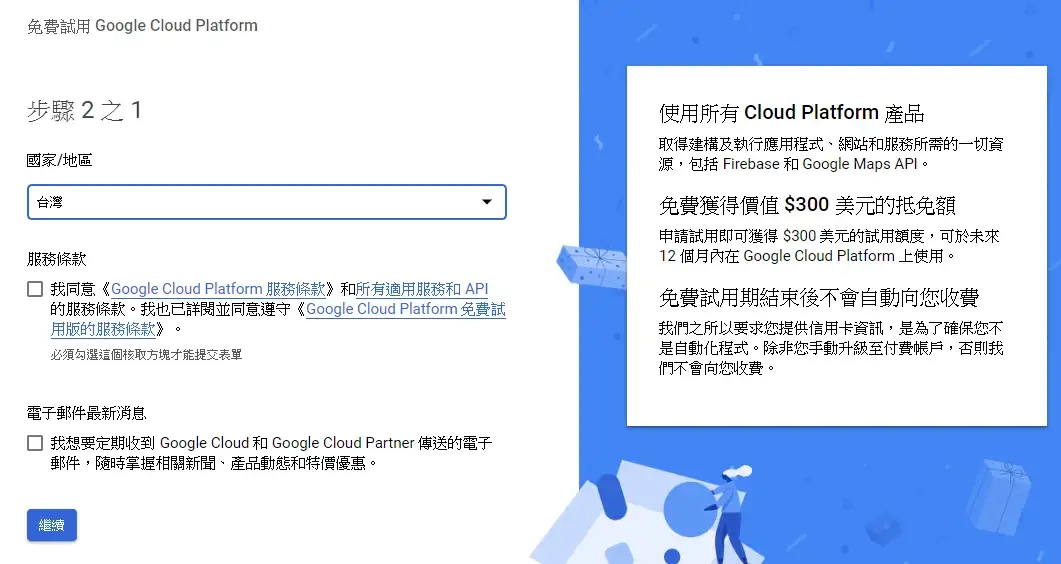 免費試用 Google Cloud Platform
步驟 2 之 1
國家/地區
台灣
服務條款
我同意《Google Cloud Platform 服務條款》和所有適用服務和 API
的服務條款。我也已詳閱並同意遵守《Google Cloud Platform 免費試
用版的服務條款》。
必須勾選這個核取方塊才能提交表單
電子郵件最新消息
我想要定期收到 Google Cloud 和 Google Cloud Partner 傳送的電子
郵件，隨時掌握相關新聞、產品動態和特價優惠。
繼續
使用所有 Cloud Platform 產品
取得建構及執行應用程式、網站和服務所需的一切資
源，包括 Firebase 和 Google Maps API。
免費獲得價值 $300 美元的抵免額
申請試用即可獲得 $300 美元的試用額度，可於未來
12 個月內在 Google Cloud Platform 上使用。
免費試用期結束後不會自動向您收費
我們之所以要求您提供信用卡資訊，是為了確保您不
是自動化程式。除非您手動升級至付費帳戶，否則我
們不會向您收費。